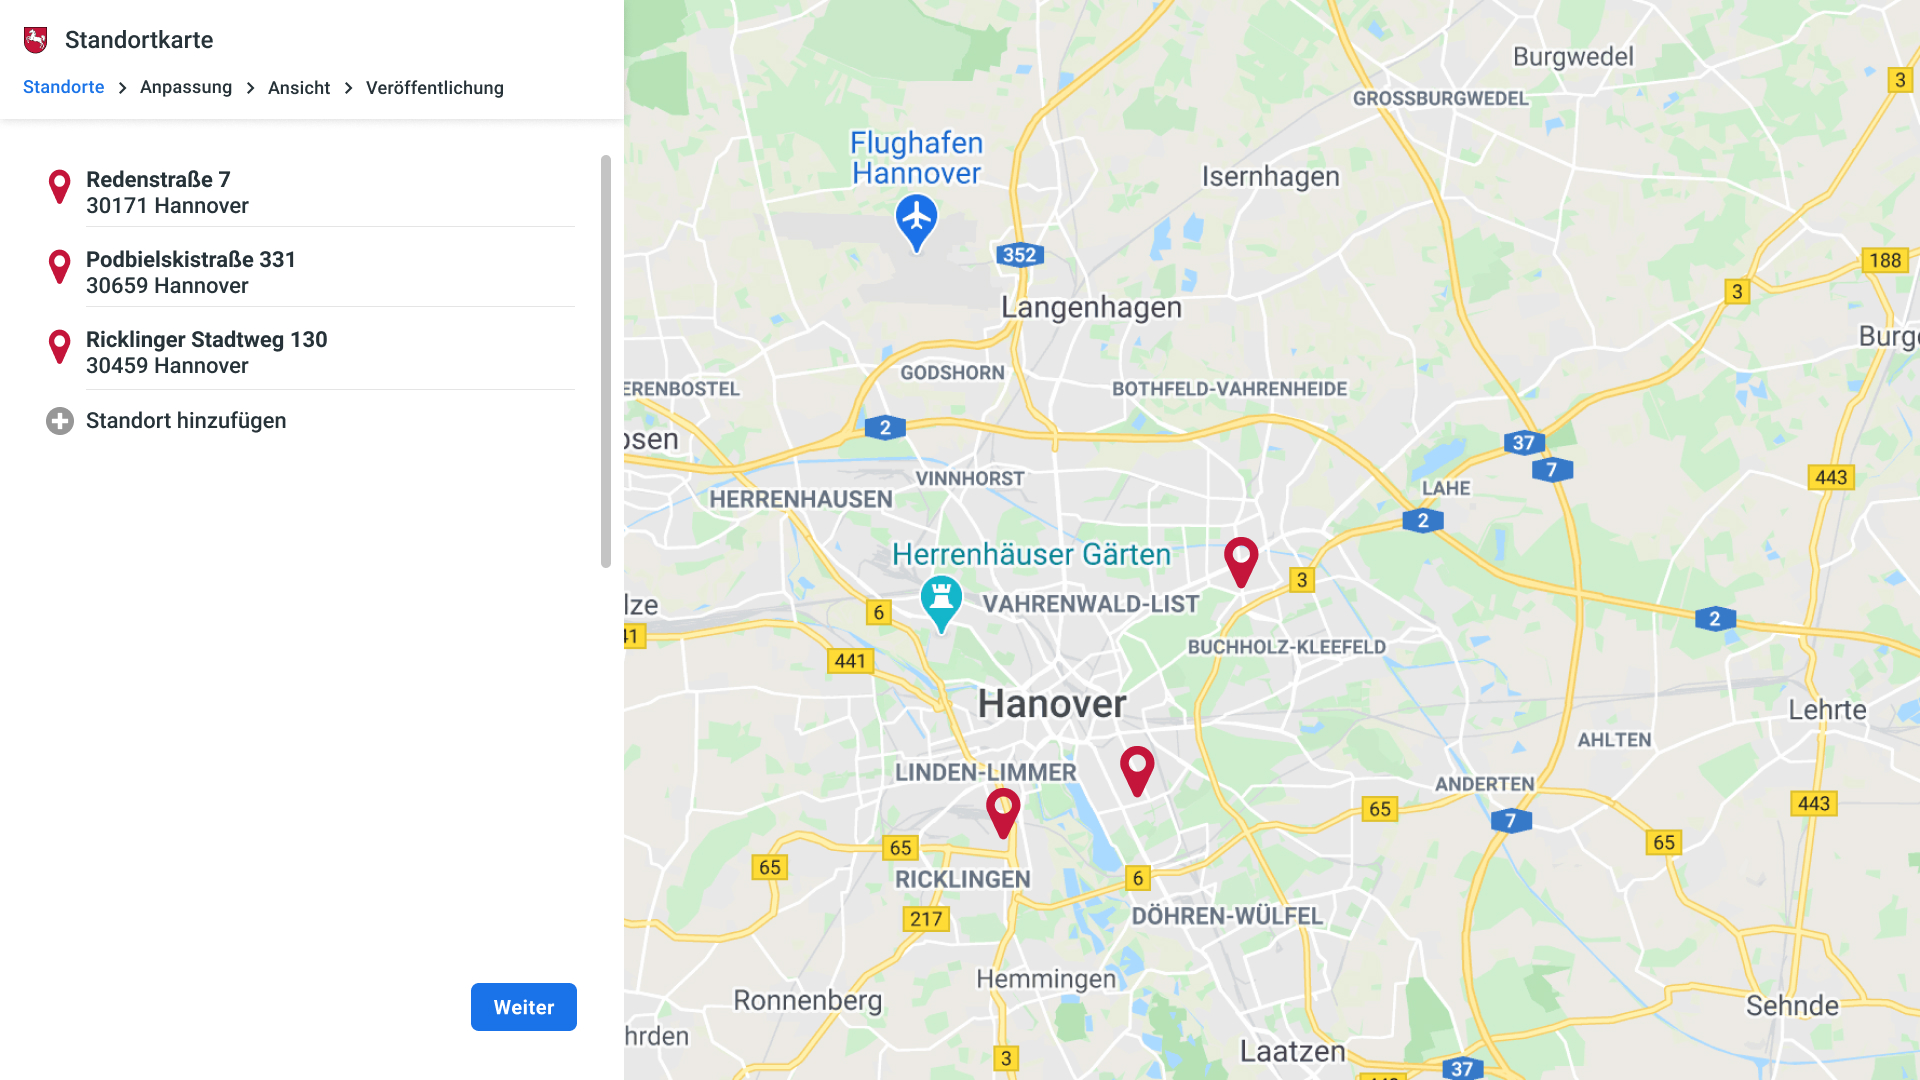 Standortkarte
Standorte > Anpassung > Ansicht > Veröffentlichung
Redenstraße 7
30171 Hannover
Podbielskistraße 331
30659 Hannover
Ricklinger Stadtweg 130
30459 Hannover
Standort hinzufügen
Weiter
Burgwedel
3
GROSSBURGWEDEL
Flughafen
Hannover
Isernhagen
352
188
3
Langenhagen
Burg
GODSHORN
ERENBOSTEL
BOTHFELD-VAHRENHEIDE
2
osen
37
7
VINNHORST
443
LAHE
HERRENHAUSEN
2
Herrenhäuser Gärten
3
lze
VAHRENWALD-LIST
6
2
41
BUCHHOLZ-KLEEFELD
441
Hanover
Lehrte
AHLTEN
LINDEN-LIMMER
ANDERTEN
443
65
7
65
65
65
RICKLINGEN
6
217
DÖHREN-WÜLFEL
Hemmingen
Ronnenberg
Sehnde
hrden
Laatzen
3
37